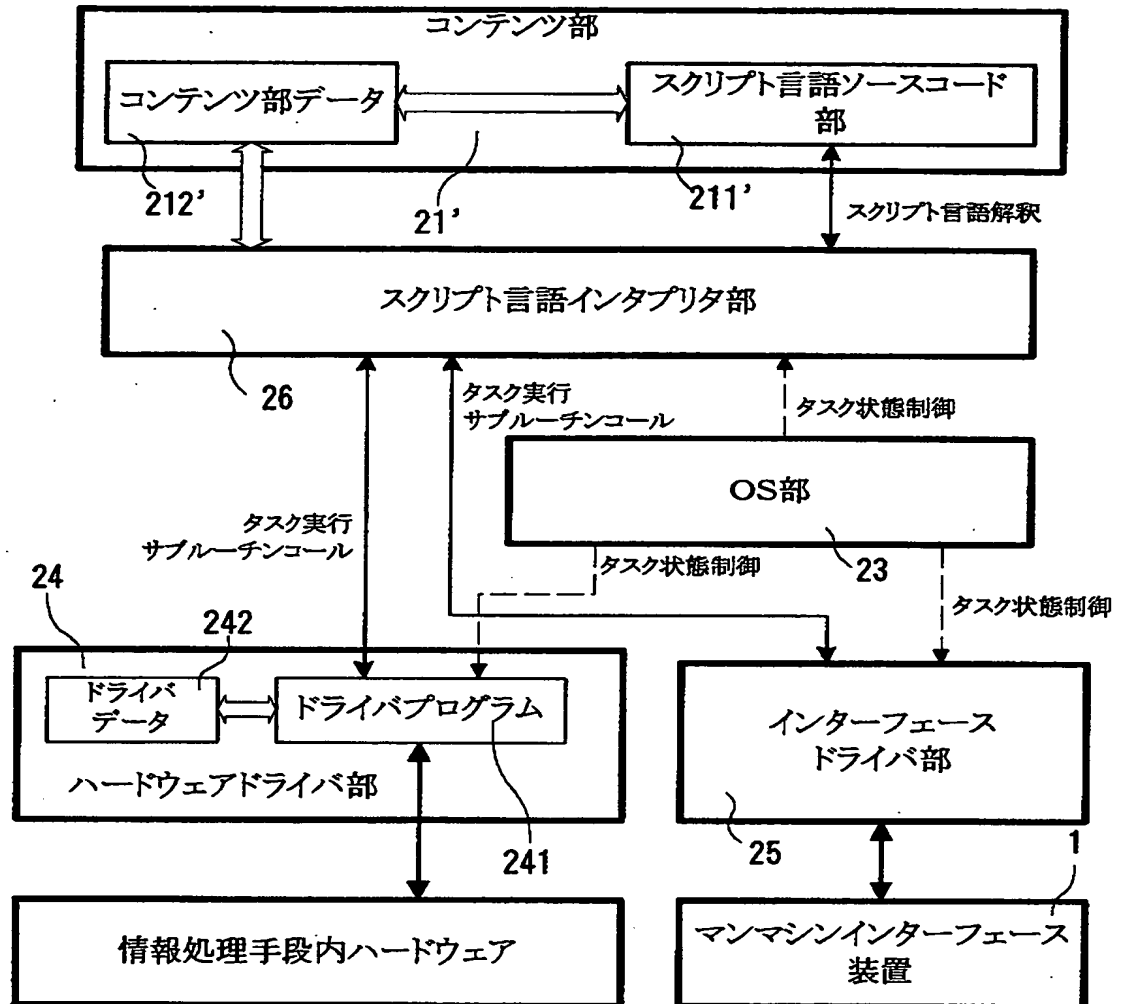 コンテンツ部
コンテンツ部データ
スクリプト言語ソースコード
部
212’
21’
211’
スクリプト言語解釈
スクリプト言語インタプリタ部
26
タスク実行
サブルーチンコール
タスク状態制御
OS部
タスク実行
サブルーチンコール
タスク状態制御
23
タスク状態制御
24
242
ドライバ
データ
ドライバプログラム
ハードウェアドライバ部
241
インターフェース
ドライバ部
25
1
情報処理手段内ハードウェア
マンマシンインターフェース
装置